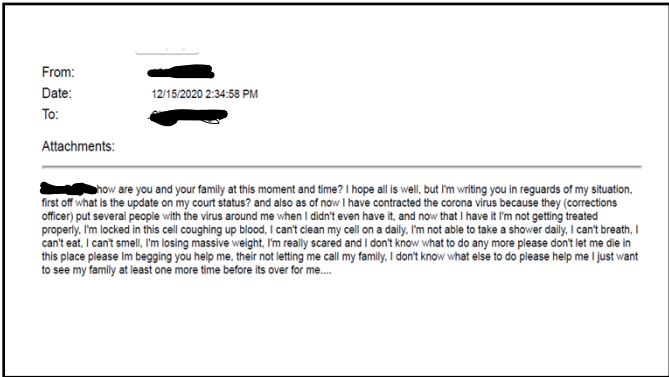 From:
Date: 12/15/2020 2:34:58 PM
To:
Attachments:
how are you and your family at this moment and time? I hope all is well, but I'm writing you in reguards of my situation,
first off what is the update on my court status? and also as of now I have contracted the corona virus because they (corrections
officer) put several people with the virus around me when I didn't even have it, and now that I have it I'm not getting treated
properly, I'm locked in this cell coughing up blood, I can't clean my cell on a daily, I'm not able to take a shower daily, I can't breath, I
can't eat, I can't smell, I'm losing massive weight, I'm really scared and I don't know what to do any more please don't let me die in
this place please Im begging you help me, their not letting me call my family, I don't know what else to do please help me I just want
to see my family at least one more time before its over for me....